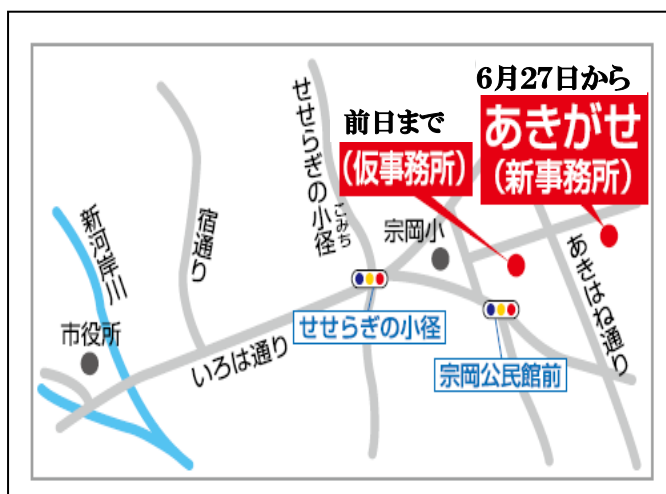 6月27日から
あきがせ
(新事務所)
前日まで
(仮事務所)
せせらぎの小径
こみち
宗岡小
新河岸川
宿通り
市役所
いろは通り
せせらぎの小径
宗岡公民館前
あきはね通り